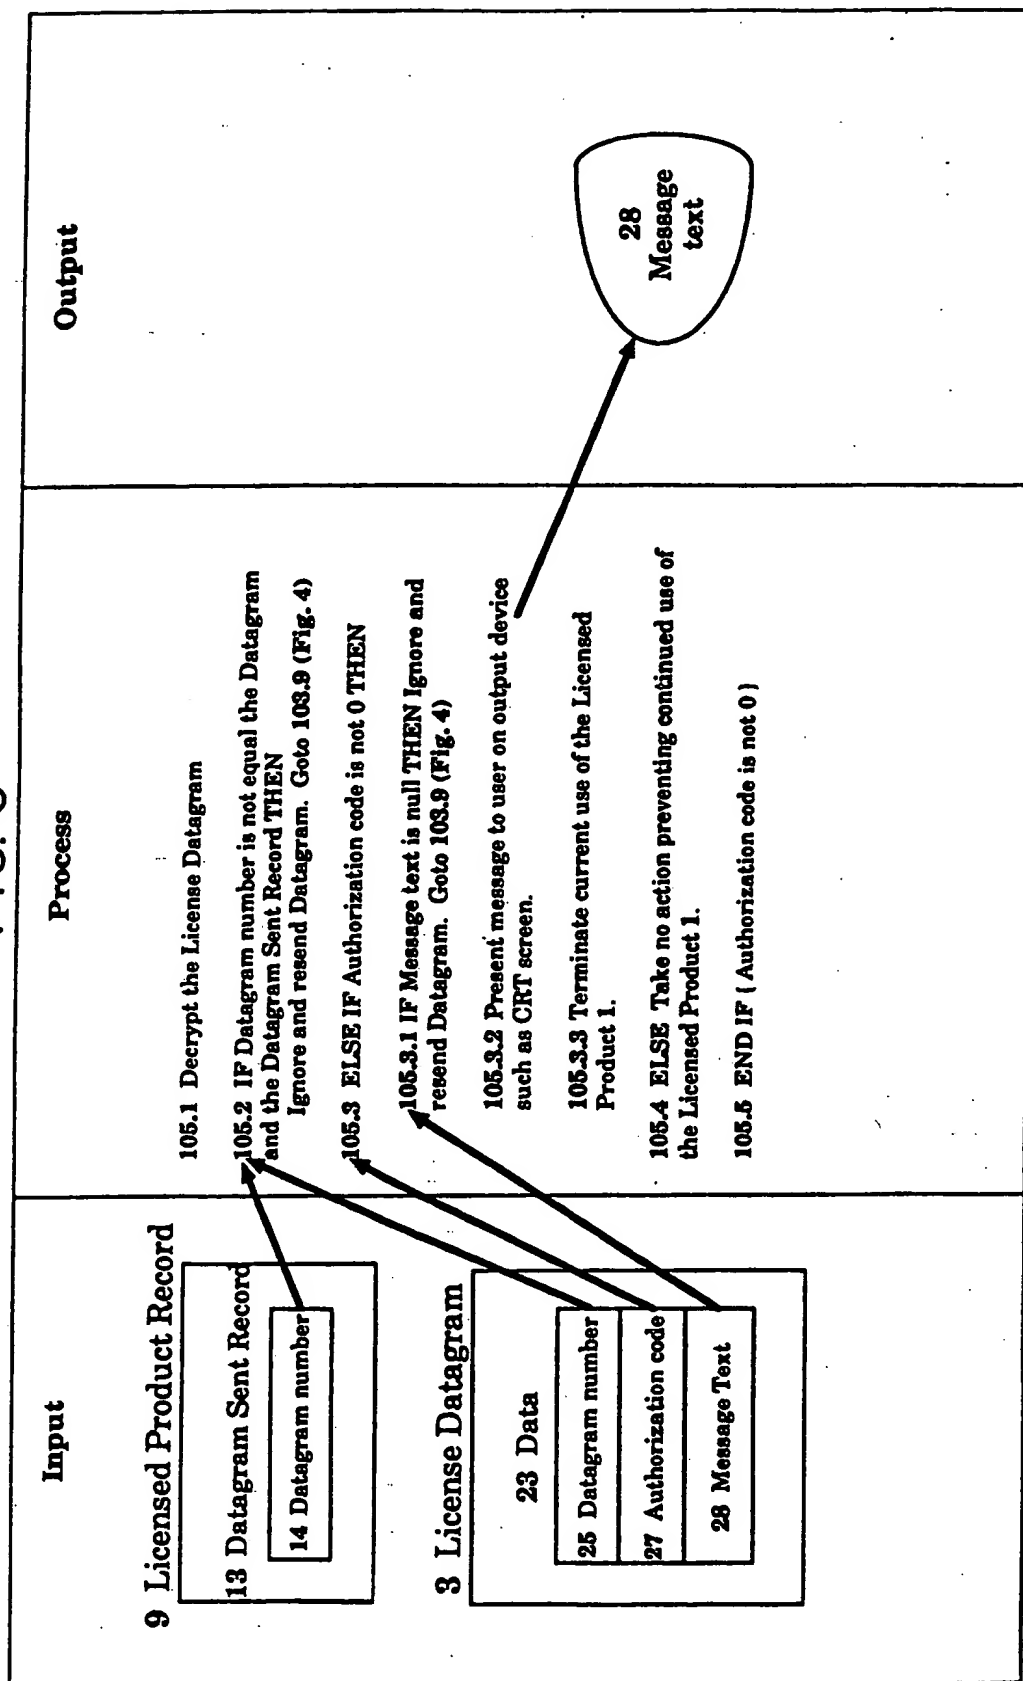 Input
Process
Output
9 Licensed Product Record
13 Datagram Sent Record
14 Datagram number
3 License Datagram
23 Data
25 Datagram number
27 Authorization code
28 Message Text
105.1 Decrypt the License Datagram
105.2 IF Datagram number is not equal the Datagram
and the Datagram Sent Record THEN
Ignore and resend Datagram. Goto 103.9 (Fig. 4)
105.3 ELSE IF Authorization code is not 0 THEN
105.3.1 IF Message text is null THEN Ignore and
resend Datagram. Goto 103.9 (Fig. 4)
105.3.2 Present message to user on output device
such as CRT screen.
105.3.3 Terminate current use of the Licensed
Product 1.
105.4 ELSE Take no action preventing continued use of
the Licensed Product 1.
105.5 END IF { Authorization code is not 0 }
28
Message
text